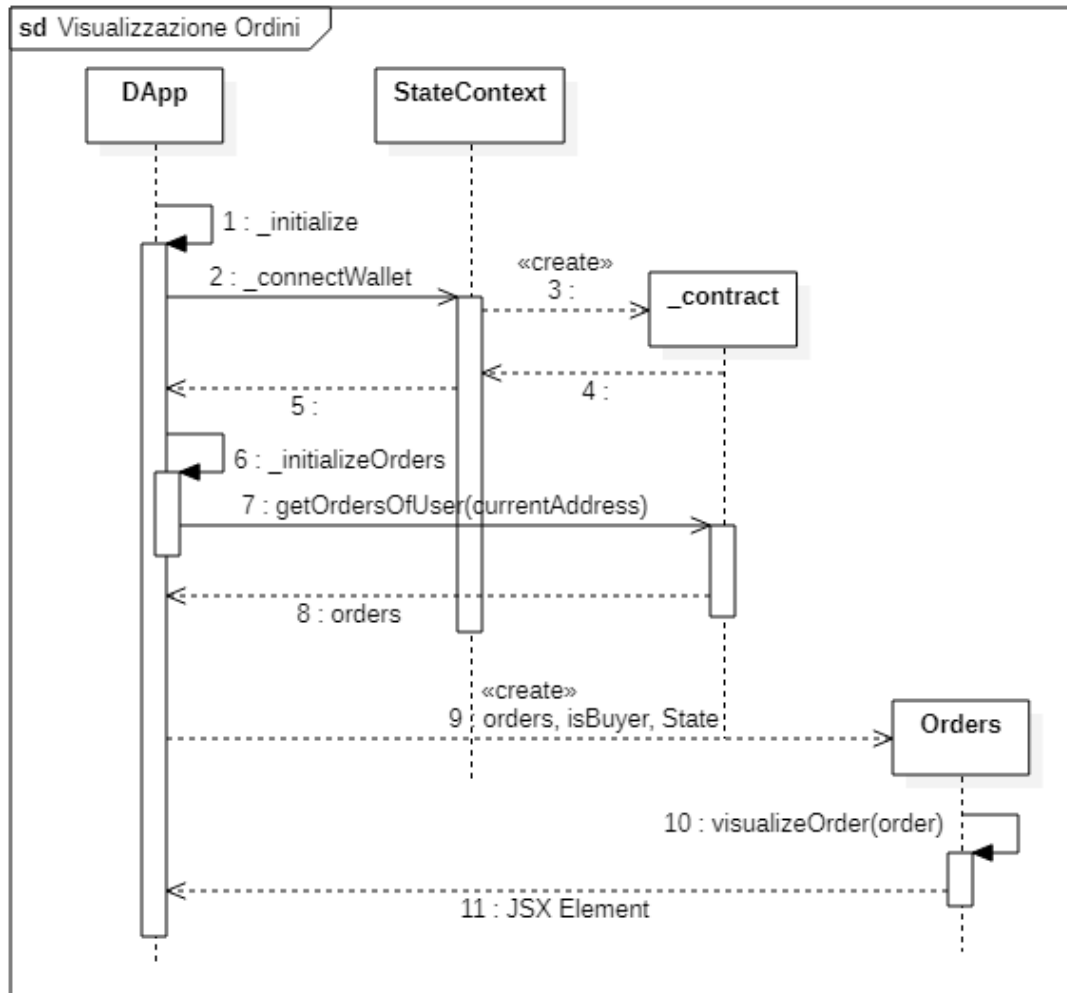 sd Visualizzazione Ordini
DApp
StateContext
1 : _initialize
2 : _connectWallet
«create»
3 :
_contract
4 :
5 :
6 : _initializeOrders
7 : getOrdersOfUser(currentAddress)
8 : orders
«create»
9 : orders, isBuyer, State
Orders
10 : visualizeOrder(order)
11 : JSX Element